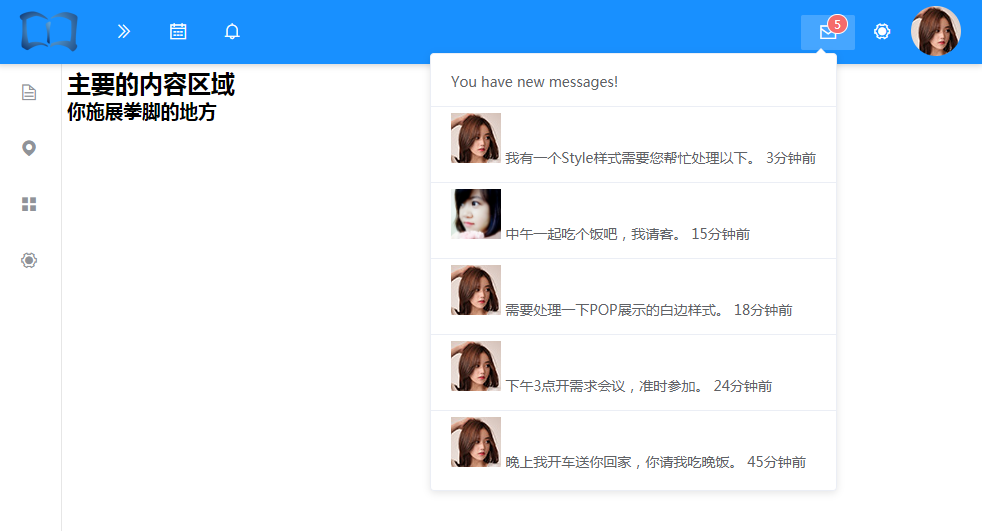 5
You have new messages!
主要的内容区域
你施展拳脚的地方
我有一个Style样式需要您帮忙处理以下。 3分钟前
中午一起吃个饭吧，我请客。 15分钟前
需要处理一下POP展示的白边样式。 18分钟前
下午3点开需求会议，准时参加。 24分钟前
晚上我开车送你回家，你请我吃晚饭。 45分钟前